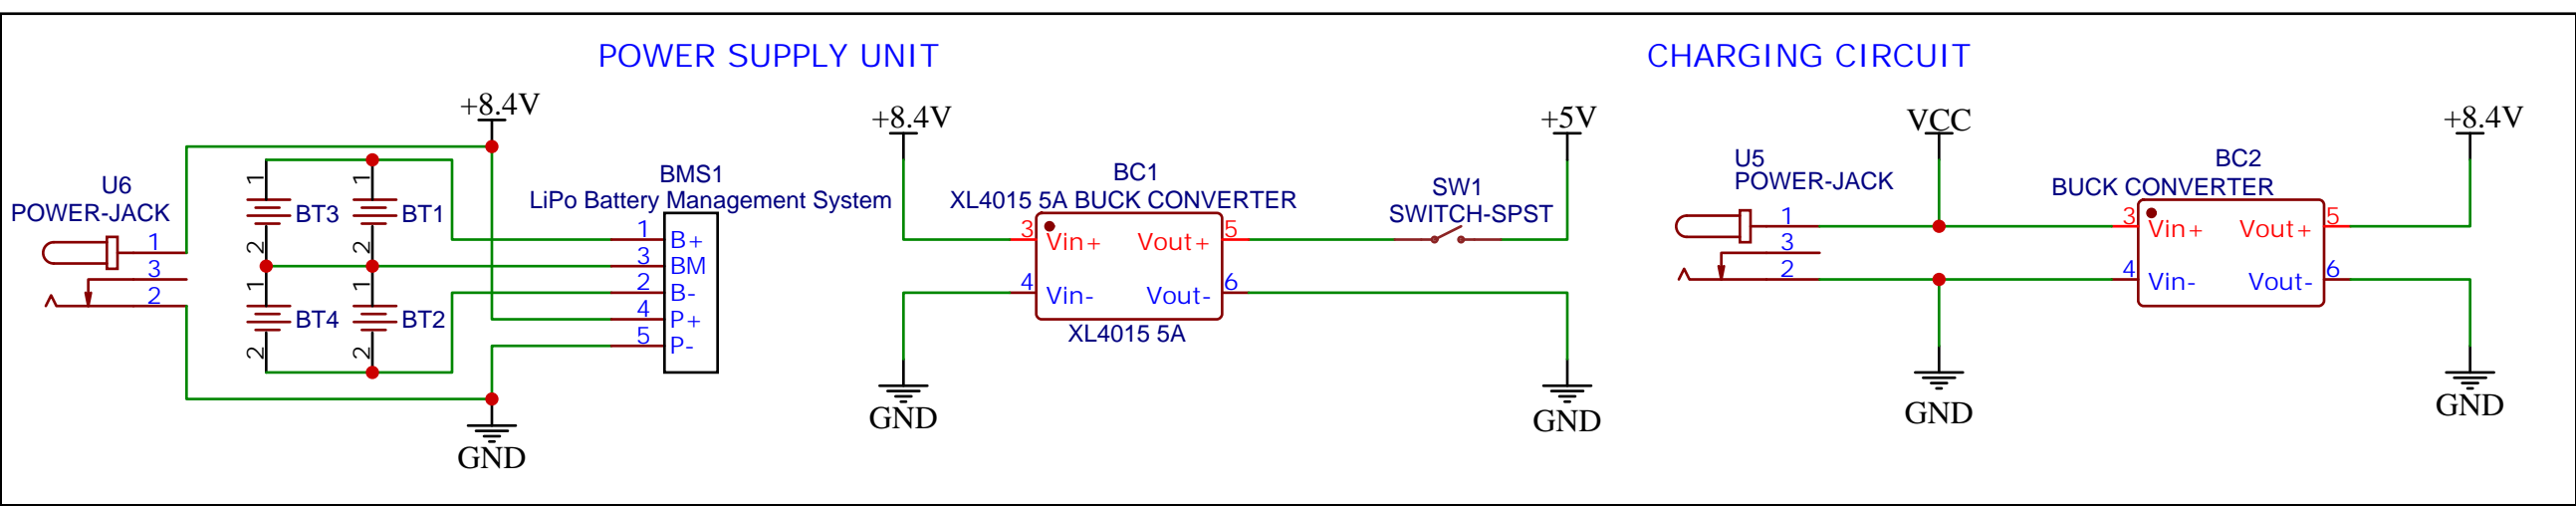 POWER SUPPLY UNIT
CHARGING CIRCUIT
+8.4V
U6
POWER-JACK
1
3
2
1
BT3
2
1
BT1
2
1
BT4
2
1
BT2
2
GND
BMS1
LiPo Battery Management System
1 B+
3 BM
2 B-
4 P+
5 P-
+8.4V
BC1
XL4015 5A BUCK CONVERTER
3 Vin+ Vout+ 5
4 Vin- Vout- 6
XL4015 5A
GND
SW1
SWITCH-SPST
+5V
GND
U5
POWER-JACK
1
3
2
VCC
GND
BC2
BUCK CONVERTER
3 Vin+ Vout+ 5
4 Vin- Vout- 6
+8.4V
GND